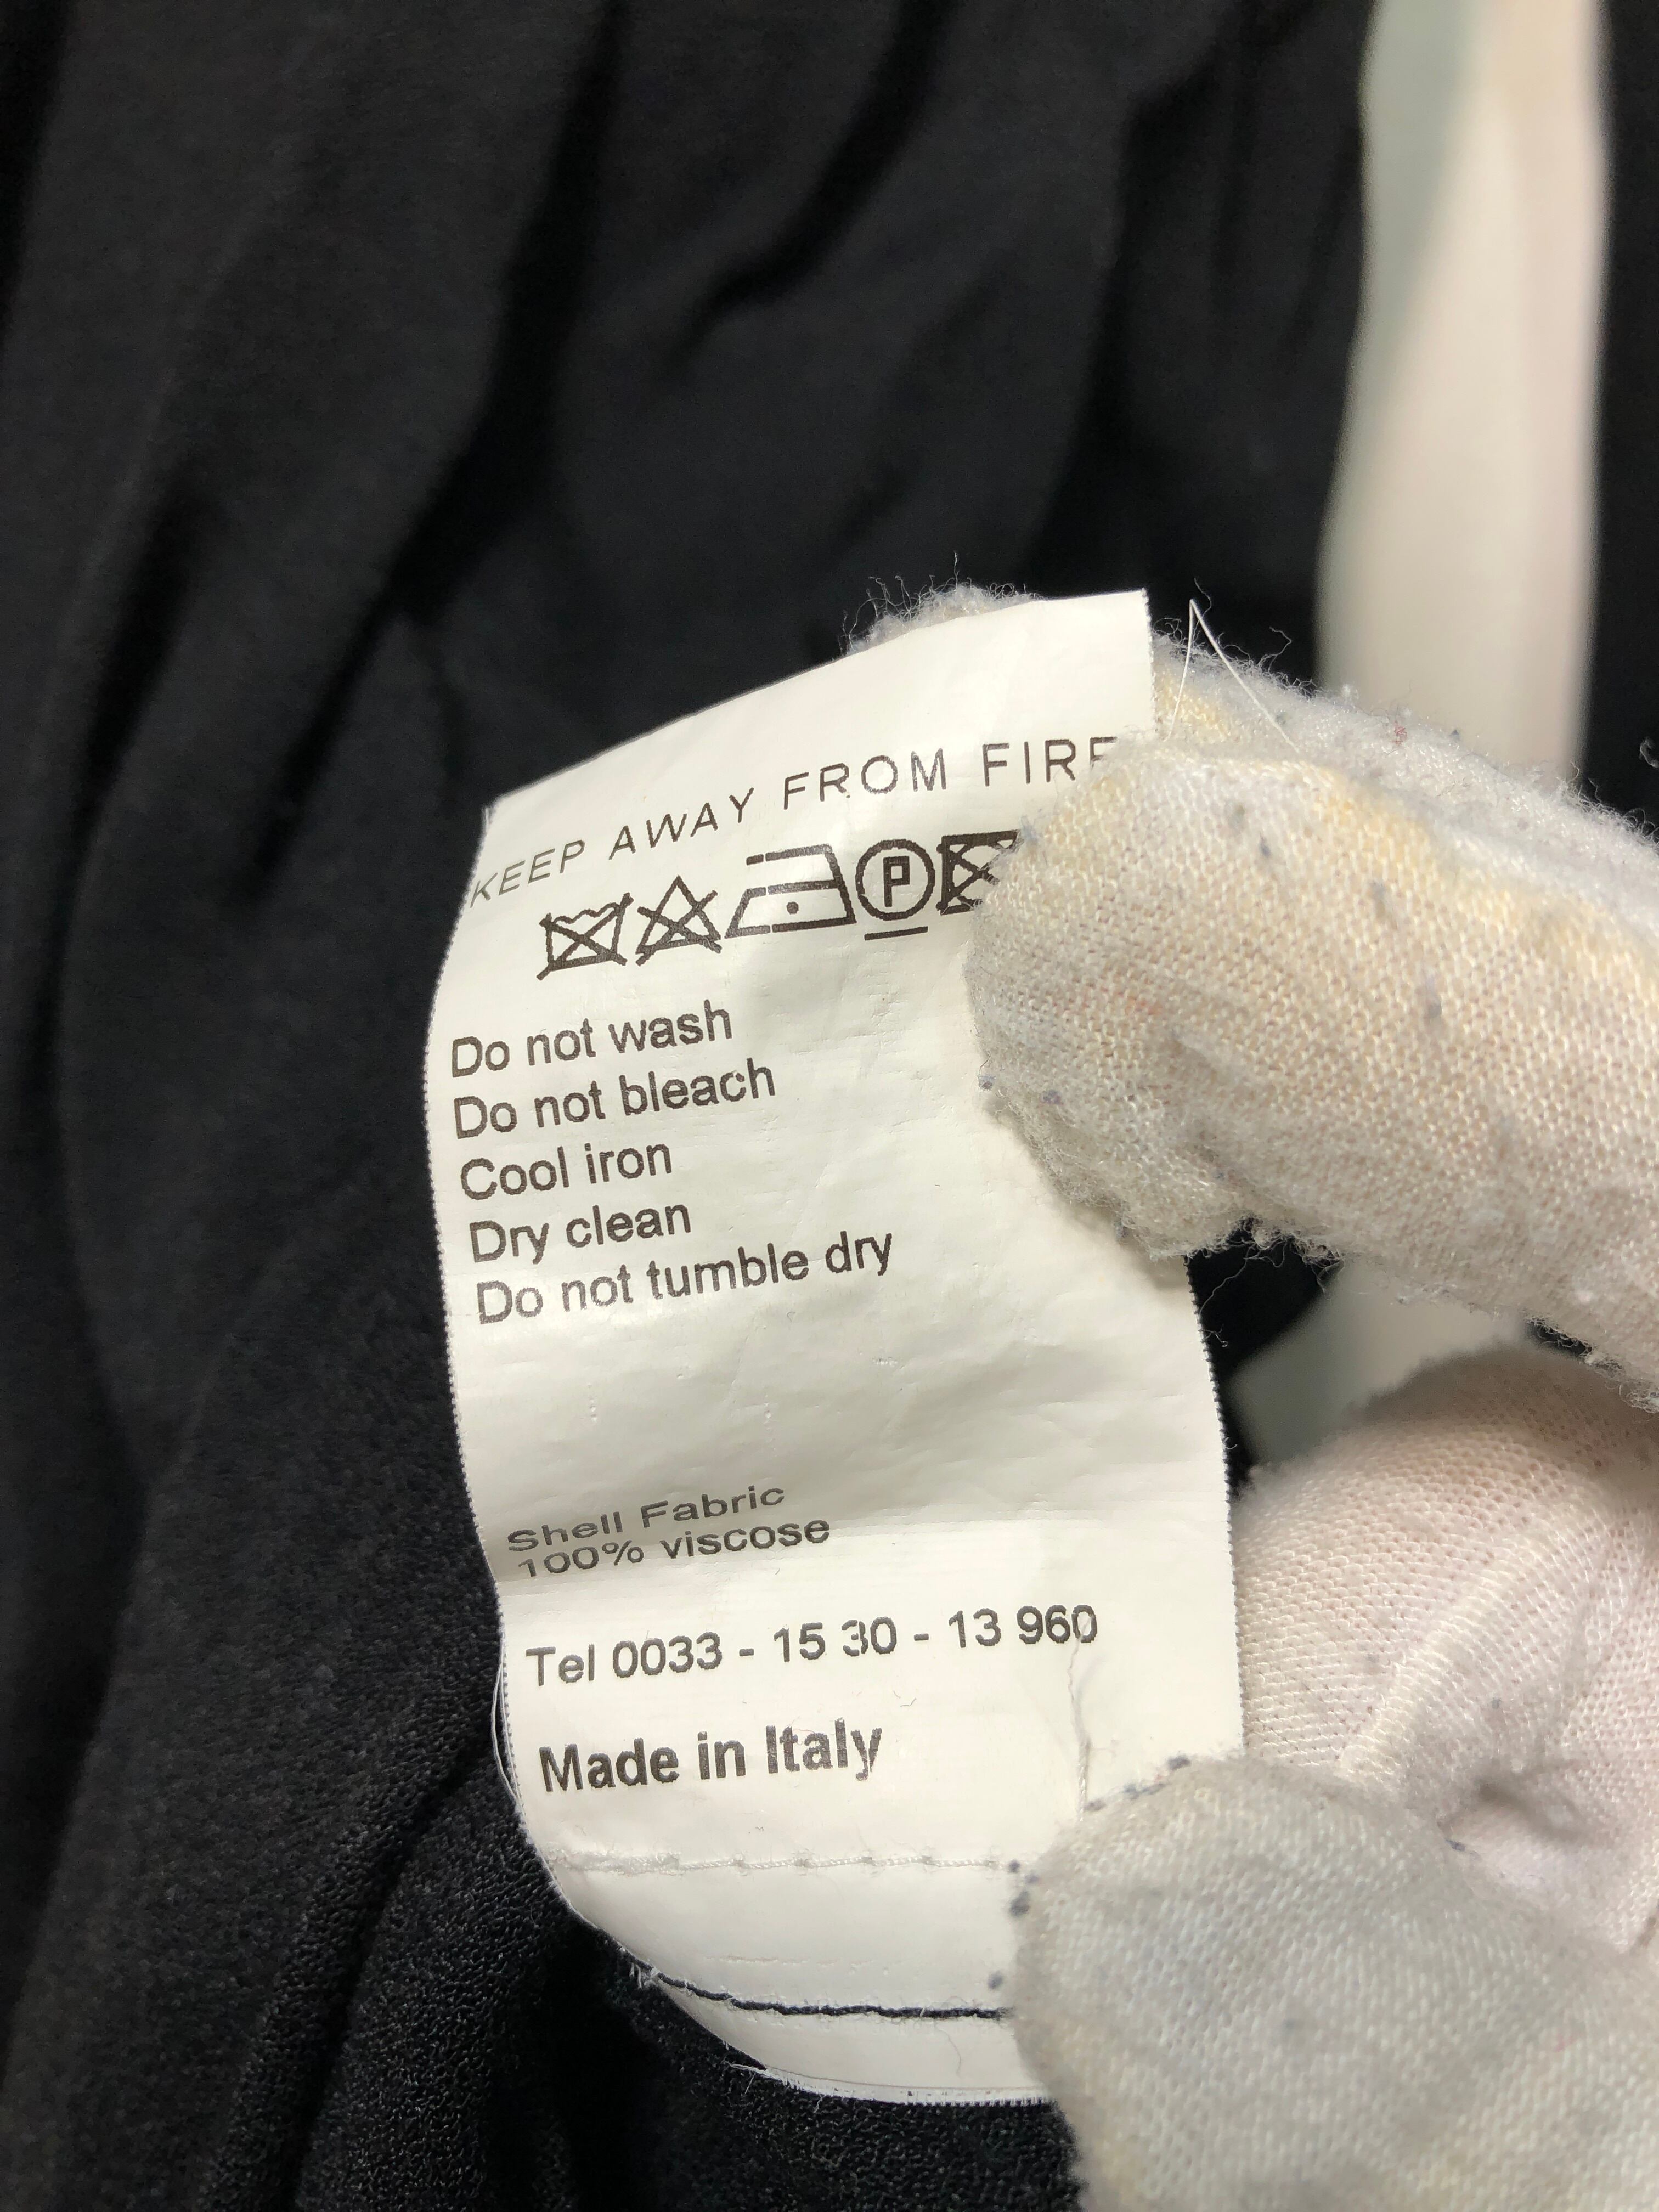 KEEP AWAY FROM FIRE
P
Do not wash
Do not bleach
Cool iron
Dry clean
Do not tumble dry
Shell Fabric
100% viscose
Tel 0033 - 15 30 - 13 960
Made in Italy